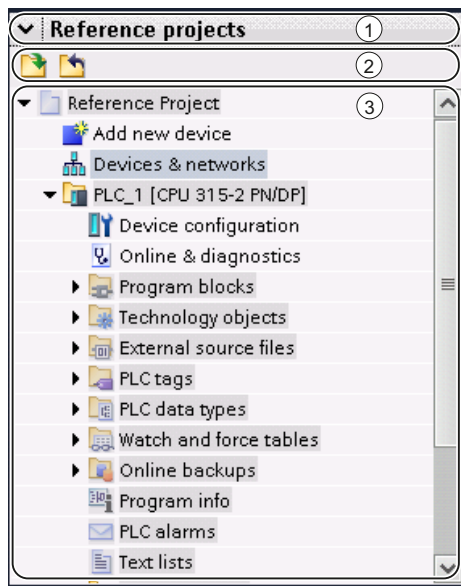 Reference projects 1
2
Reference Project 3
Add new device
Devices & networks
PLC_1 [CPU 315-2 PN/DP]
Device configuration
Online & diagnostics
Program blocks
Technology objects
External source files
PLC tags
PLC data types
Watch and force tables
Online backups
Program info
PLC alarms
Text lists